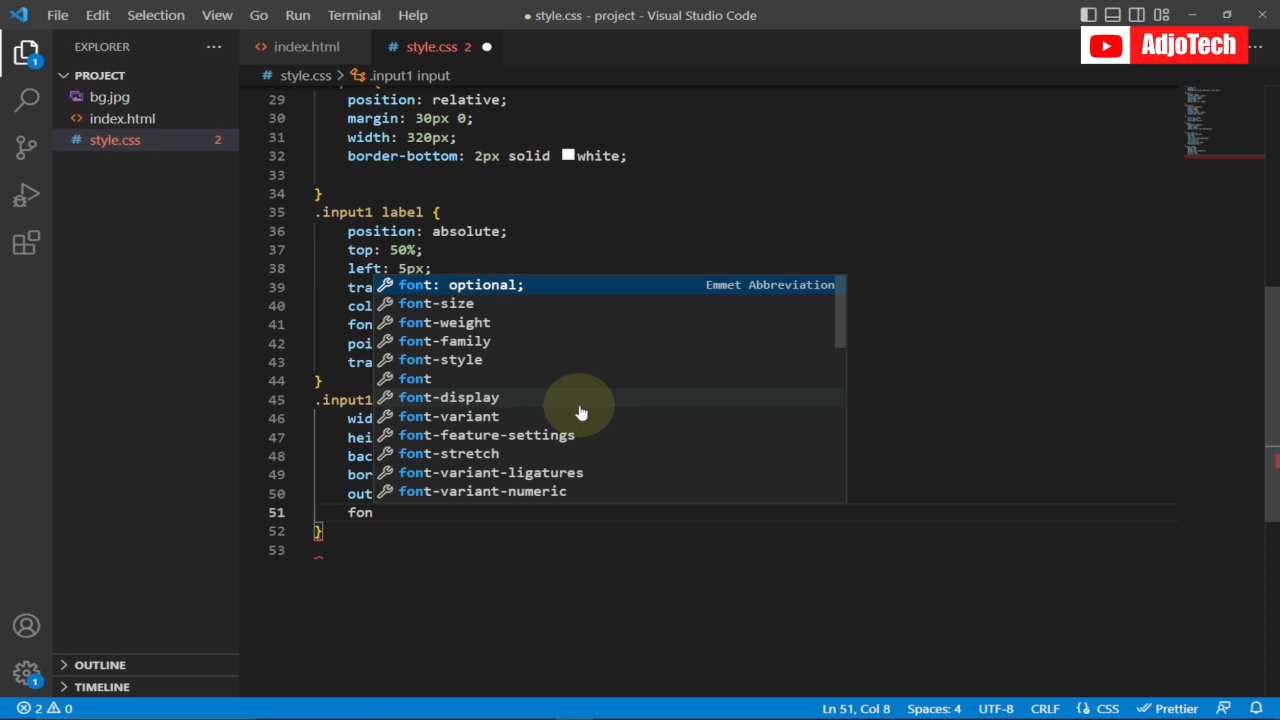 File Edit Selection View Go Run Terminal Help
● style.css - project - Visual Studio Code
AdjoTech
EXPLORER
PROJECT
bg.jpg
index.html
style.css 2
OUTLINE
TIMELINE
1
1
index.html
style.css 2
style.css > .input1 input
29 position: relative;
30 margin: 30px 0;
31 width: 320px;
32 border-bottom: 2px solid white;
33
34 }
35 .input1 label {
36 position: absolute;
37 top: 50%;
38 left: 5px;
39 tra
40 col
41 fon
42 poi
43 tra
44 }
45 .input1
46 wid
47 hei
48 bac
49 bor
50 out
51 fon
52 }
53
font: optional; Emmet Abbreviation
font-size
font-weight
font-family
font-style
font
font-display
font-variant
font-feature-settings
font-stretch
font-variant-ligatures
font-variant-numeric
2 0
Ln 51, Col 8 Spaces: 4 UTF-8 CRLF CSS Prettier